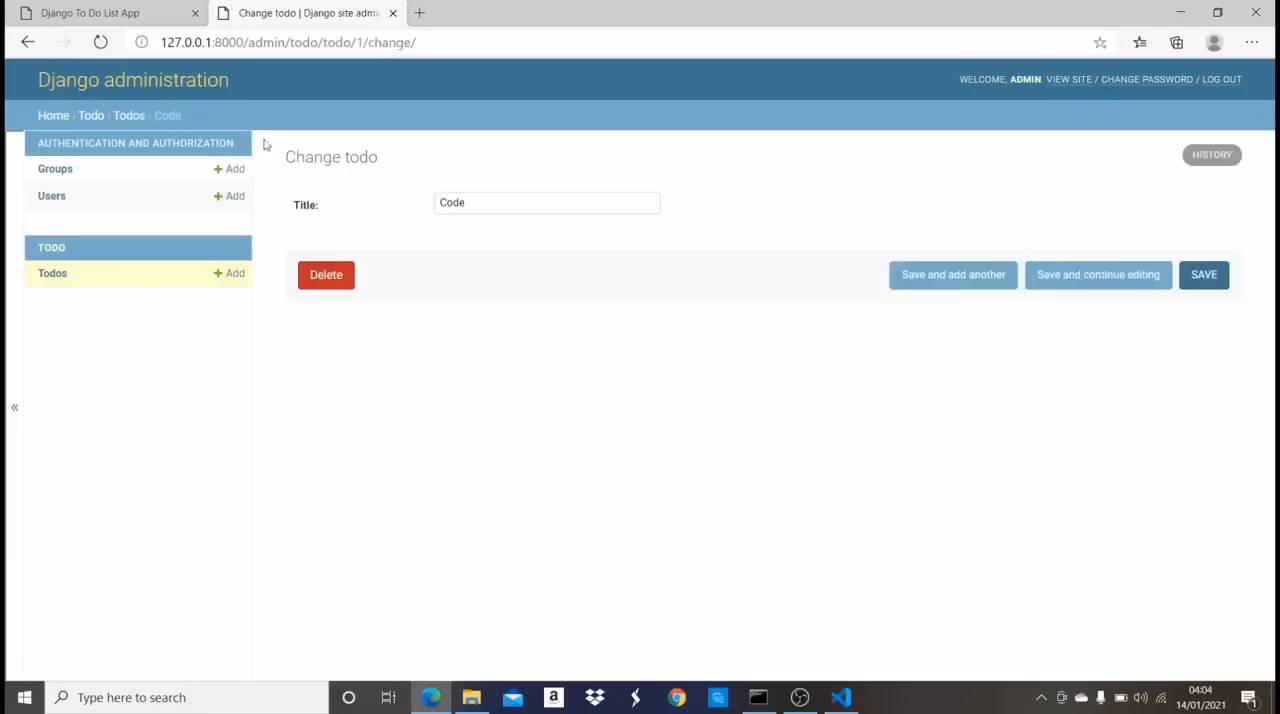 Django To Do List App
Change todo | Django site admi
127.0.0.1:8000/admin/todo/todo/1/change/
Django administration
WELCOME, ADMIN. VIEW SITE / CHANGE PASSWORD / LOG OUT
Home › Todo › Todos › Code
AUTHENTICATION AND AUTHORIZATION
Groups
+ Add
Users
+ Add
TODO
Todos
+ Add
«
Change todo
HISTORY
Title:
Code
Delete
Save and add another
Save and continue editing
SAVE
Type here to search
04:04
14/01/2021
1